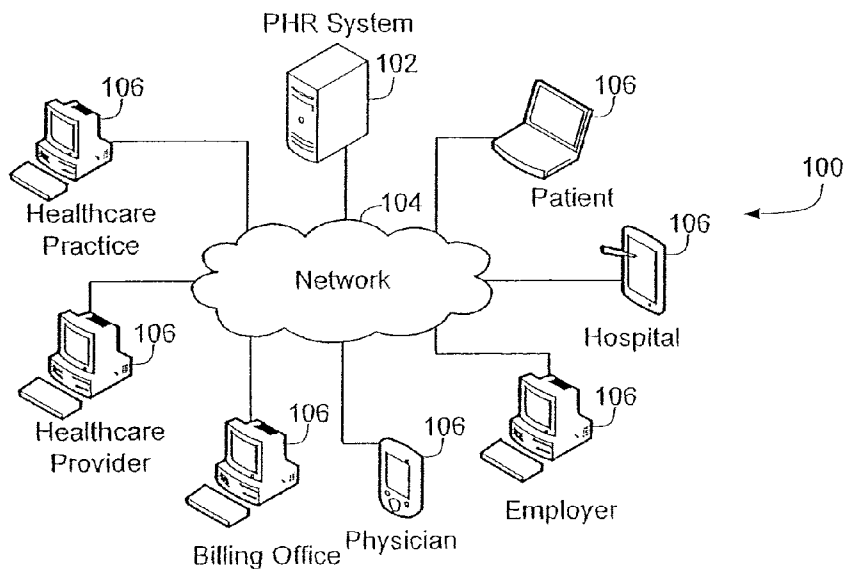 PHR System
102
106
106
Healthcare
Practice
Patient
100
104
Network
106
Hospital
106
Healthcare
Provider
106
Billing Office
106
Physician
106
Employer